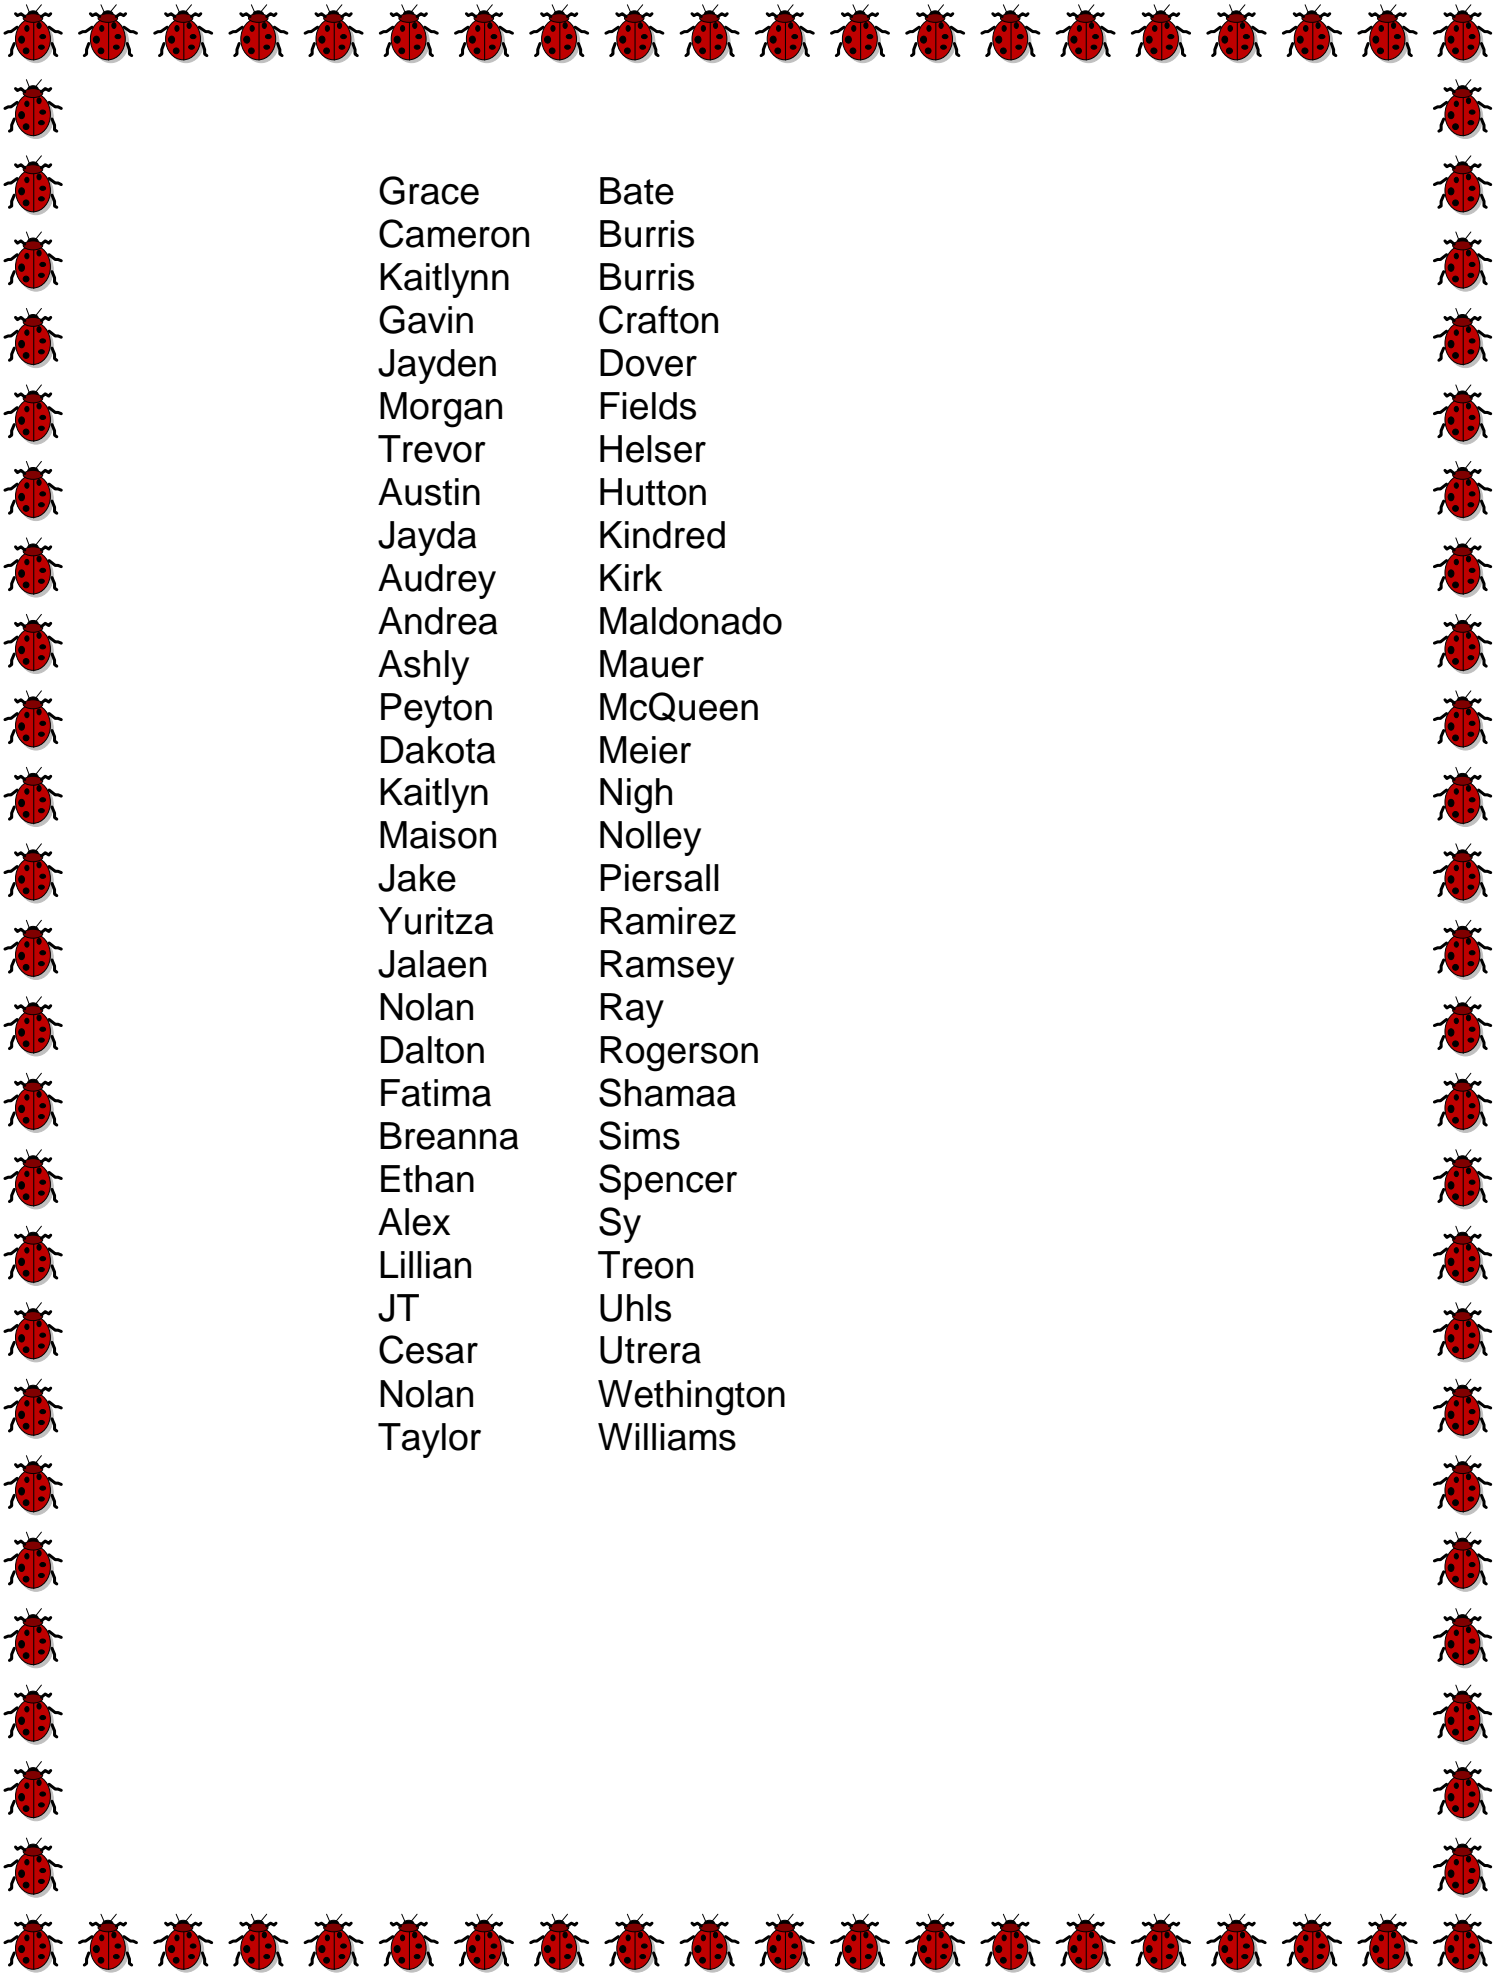 Grace Bate
Cameron Burris
Kaitlynn Burris
Gavin Crafton
Jayden Dover
Morgan Fields
Trevor Helser
Austin Hutton
Jayda Kindred
Audrey Kirk
Andrea Maldonado
Ashly Mauer
Peyton McQueen
Dakota Meier
Kaitlyn Nigh
Maison Nolley
Jake Piersall
Yuritza Ramirez
Jalaen Ramsey
Nolan Ray
Dalton Rogerson
Fatima Shamaa
Breanna Sims
Ethan Spencer
Alex Sy
Lillian Treon
JT Uhls
Cesar Utrera
Nolan Wethington
Taylor Williams